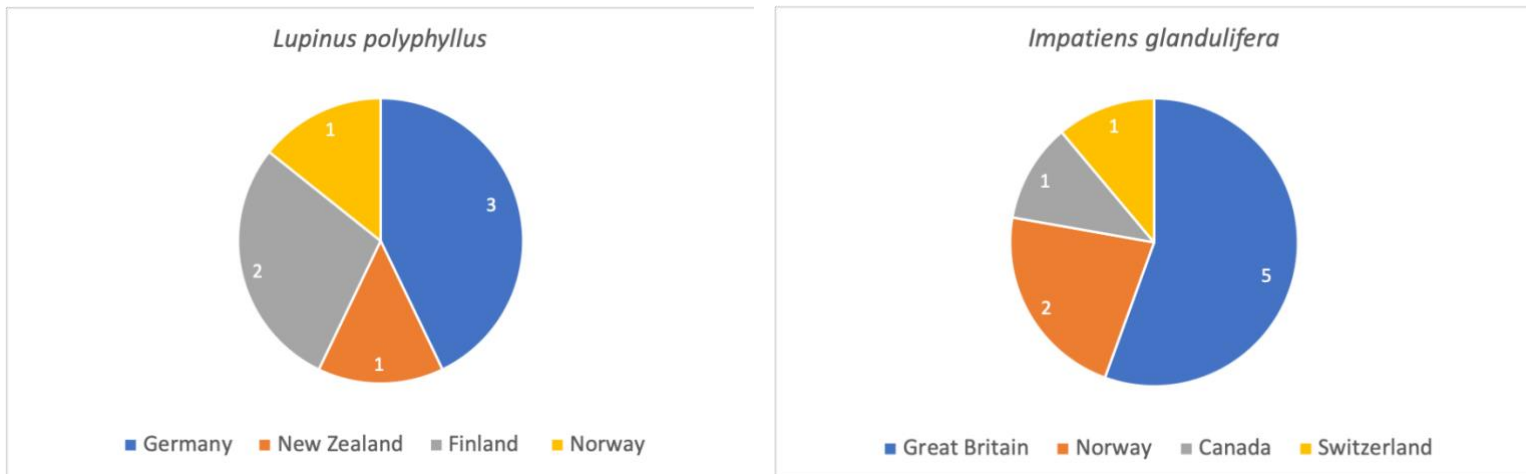 Lupinus polyphyllus
1
3
2
1
Germany New Zealand Finland Norway
Impatiens glandulifera
1
1
5
2
Great Britain Norway Canada Switzerland